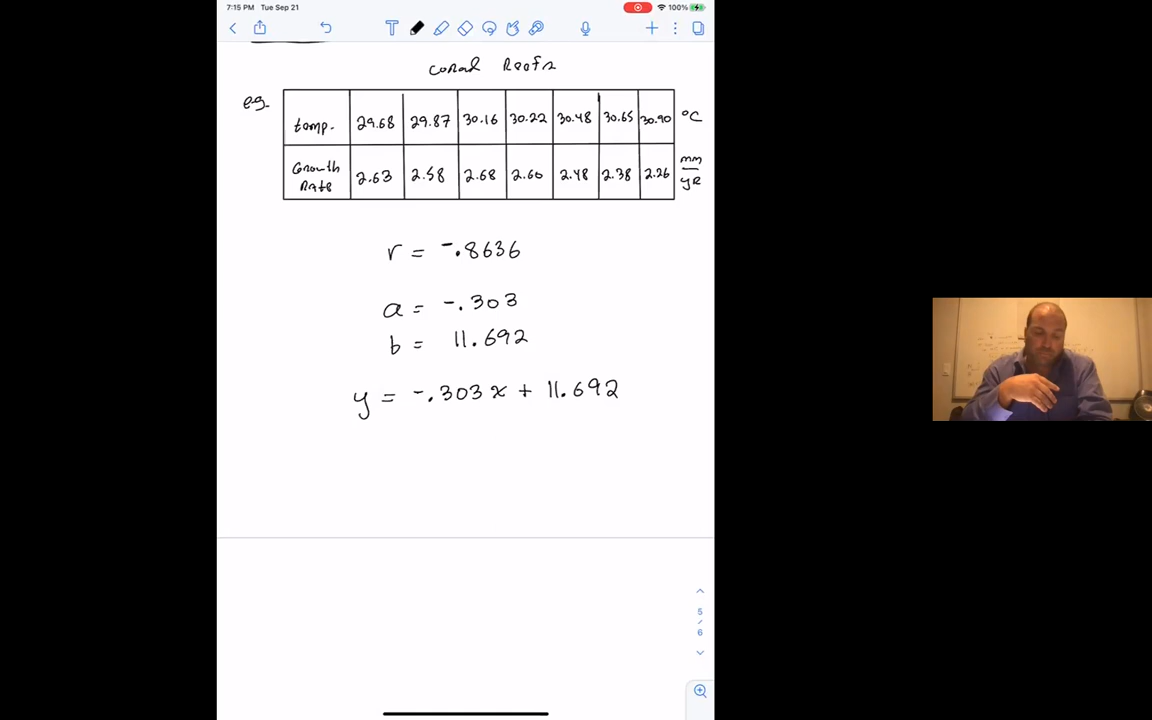 7:15 PM Tue Sep 21
100%
T
Coral Reefs
e.g.
temp. 29.68 29.87 30.16 30.22 30.48 30.65 30.90 °C
Growth Rate 2.63 2.58 2.68 2.60 2.48 2.38 2.26 mm/yR
r = -.8636
a = -.303
b = 11.692
y = -.303x + 11.692
5
/
6